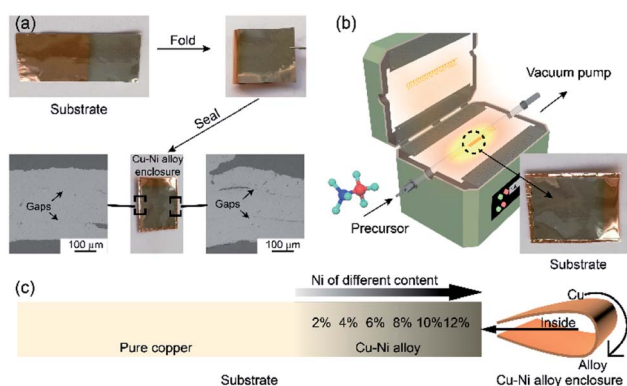 (a)
Fold
Substrate
Seal
Cu-Ni alloy
enclosure
Gaps
100 μm
Gaps
100 μm
(b)
Vacuum pump
Precursor
Substrate
(c)
Ni of different content
2% 4% 6% 8% 10% 12%
Pure copper
Cu-Ni alloy
Substrate
Cu
Inside
Alloy
Cu-Ni alloy enclosure